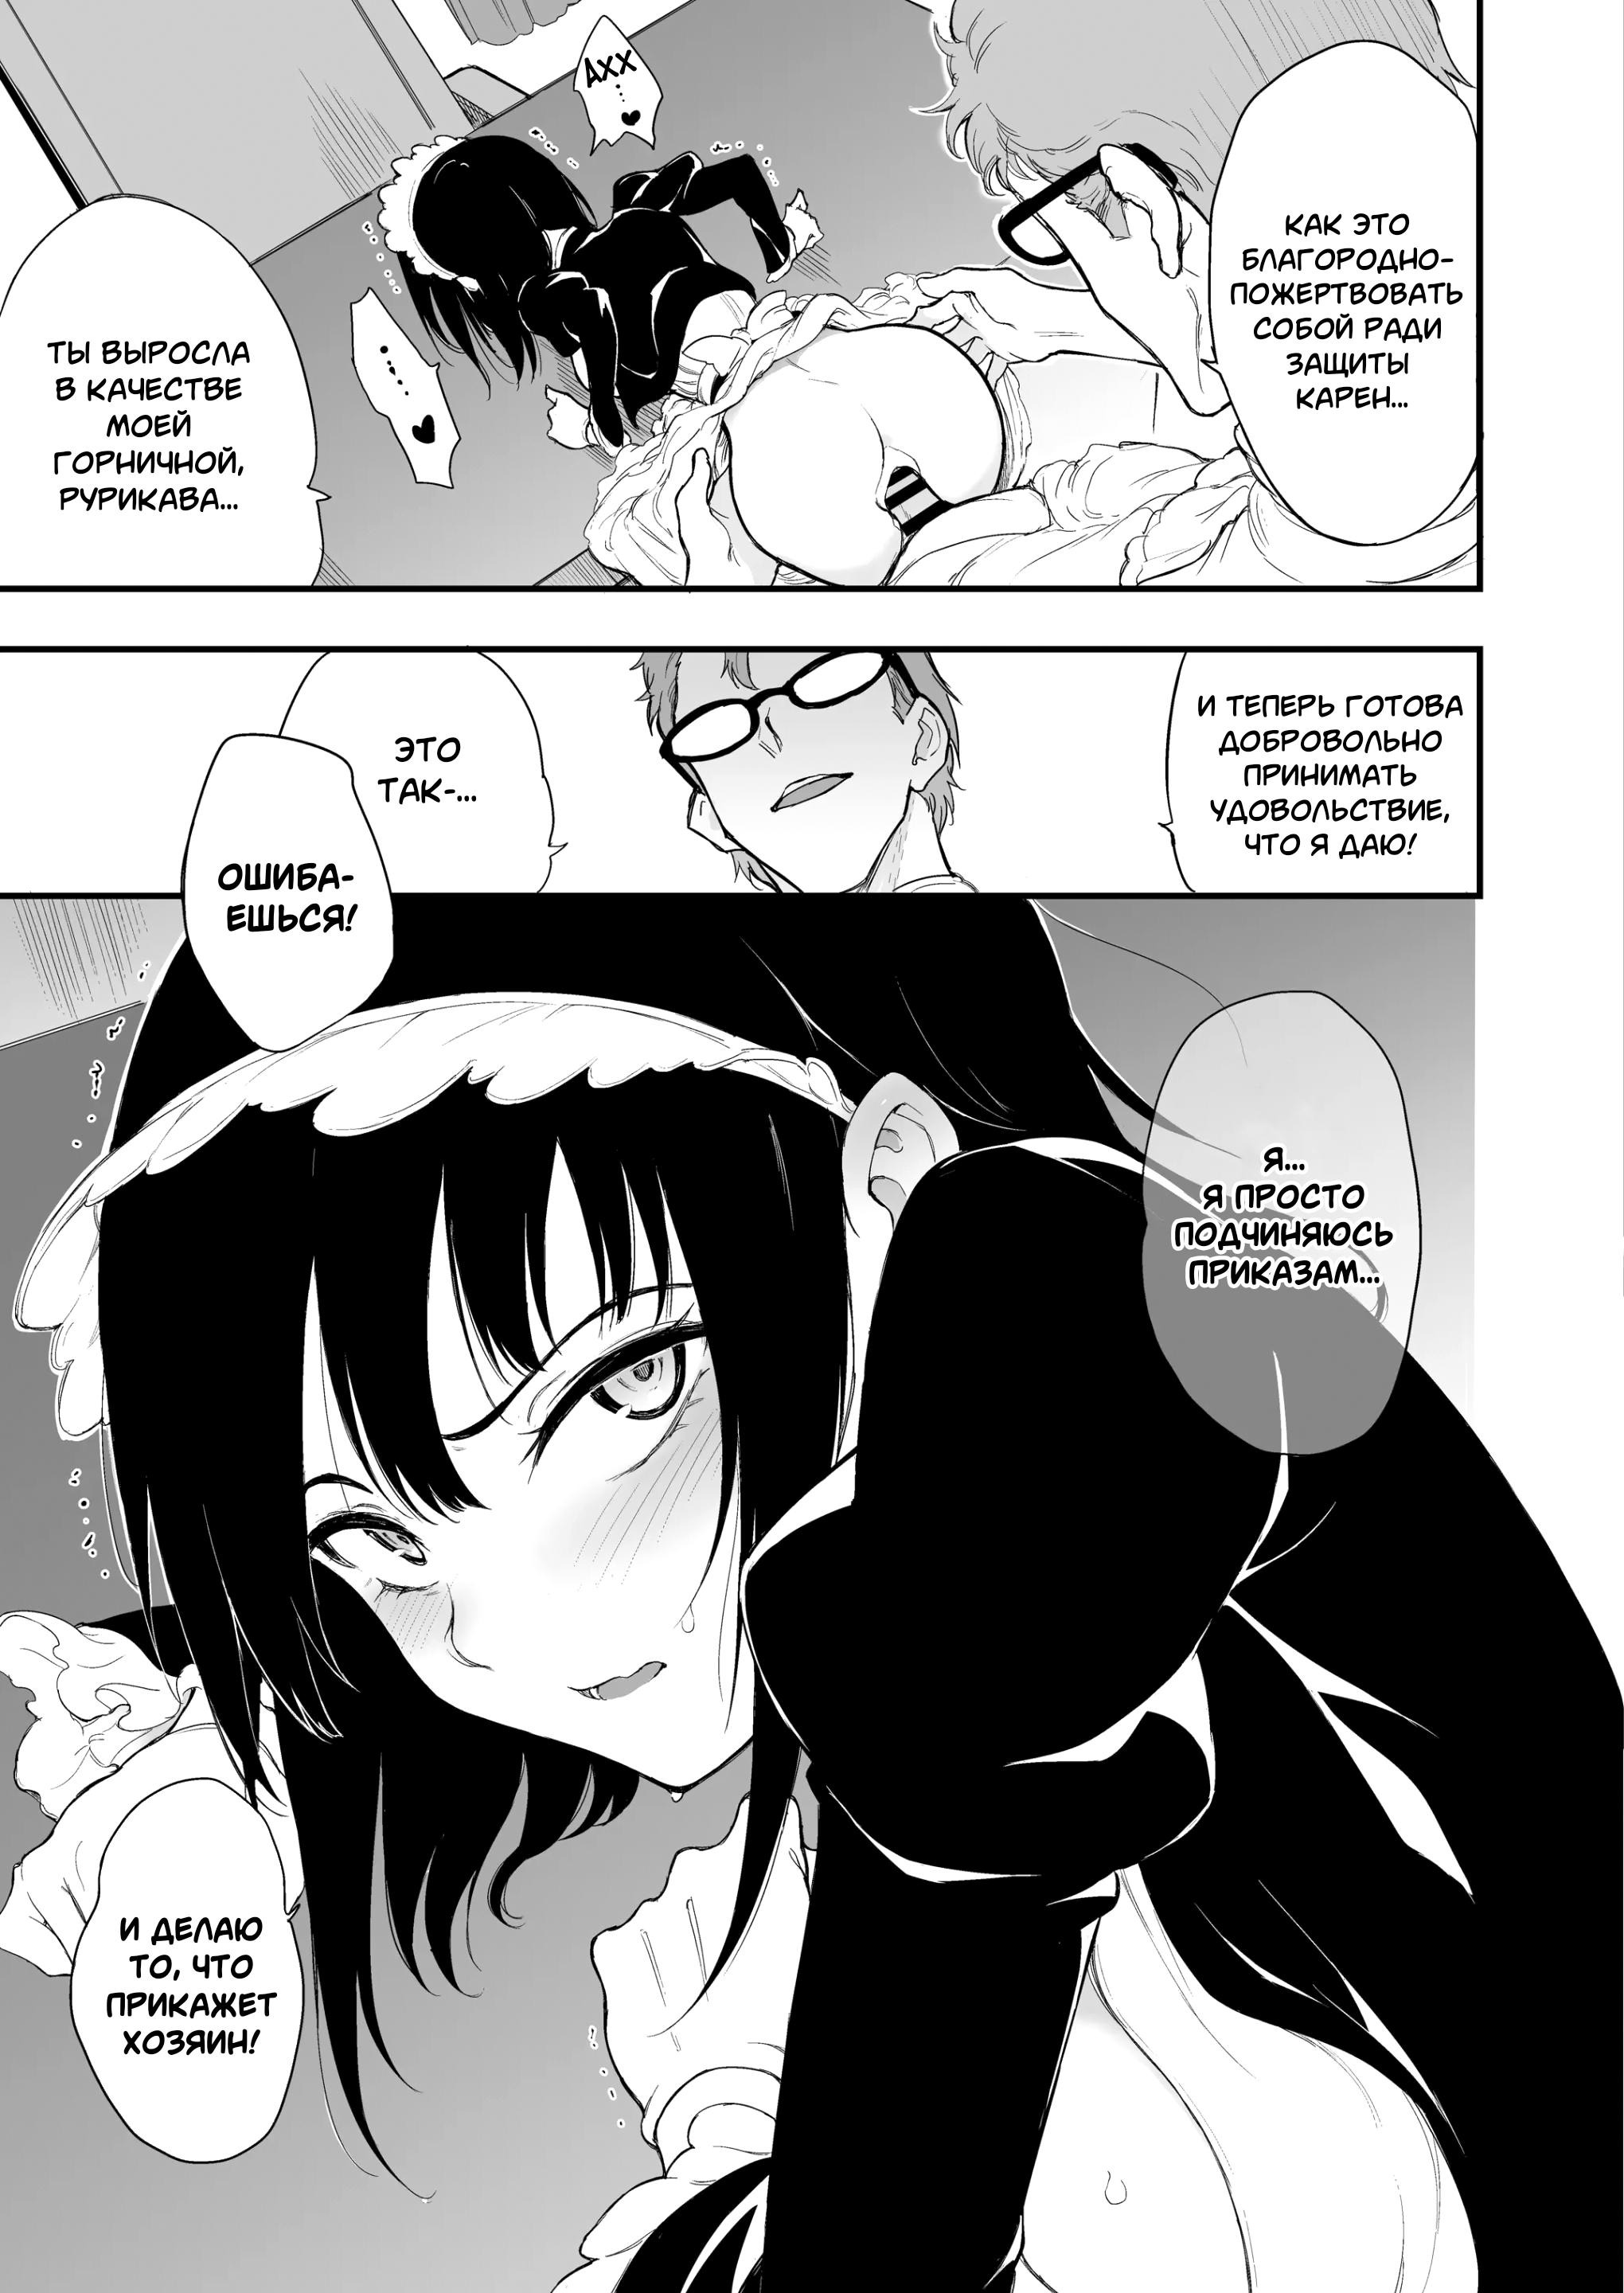 КАК ЭТО
БЛАГОРОДНО-
ПОЖЕРТВОВАТЬ
СОБОЙ РАДИ
ЗАЩИТЫ
КАРЕН...
АХХ
......
.....
ТЫ ВЫРОСЛА
В КАЧЕСТВЕ
МОЕЙ
ГОРНИЧНОЙ,
РУРИКАВА...
И ТЕПЕРЬ ГОТОВА
ДОБРОВОЛЬНО
ПРИНИМАТЬ
УДОВОЛЬСТВИЕ,
ЧТО Я ДАЮ!
ЭТО
ТАК-...
ОШИБА-
ЕШЬСЯ!
Я...
Я ПРОСТО
ПОДЧИНЯЮСЬ
ПРИКАЗАМ...
И ДЕЛАЮ
ТО, ЧТО
ПРИКАЖЕТ
ХОЗЯИН!